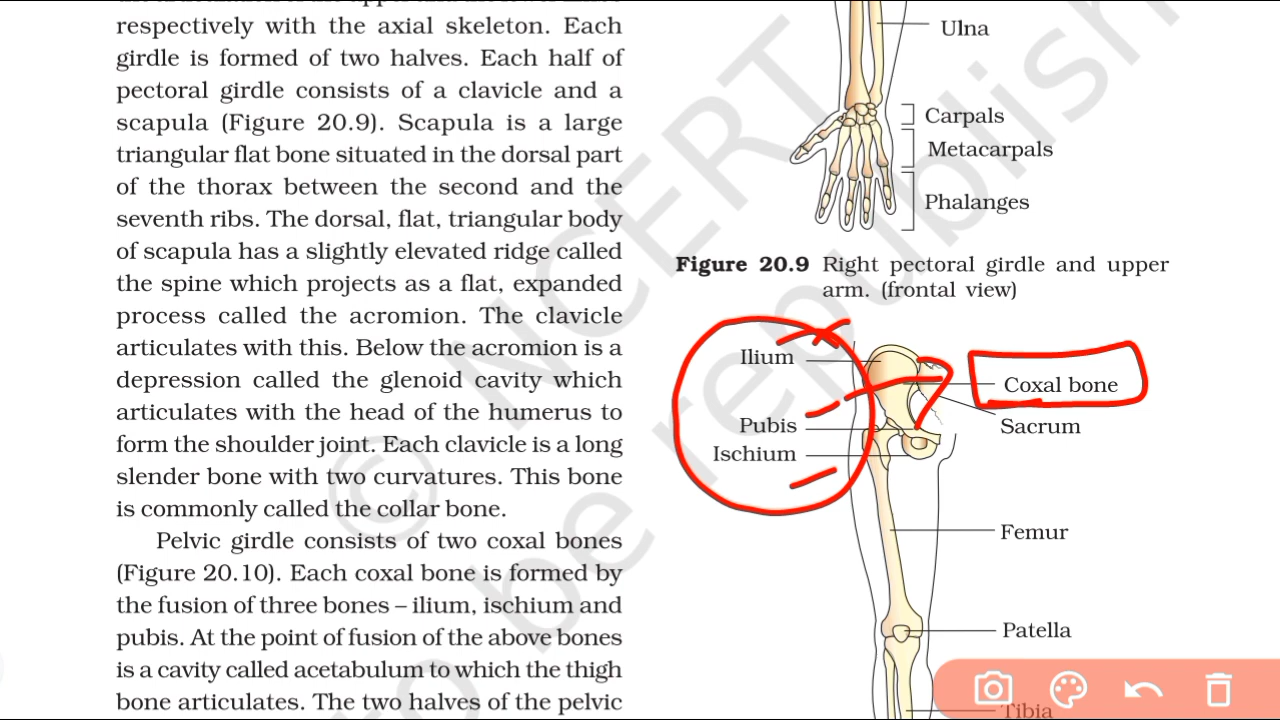 respectively with the axial skeleton. Each
girdle is formed of two halves. Each half of
pectoral girdle consists of a clavicle and a
scapula (Figure 20.9). Scapula is a large
triangular flat bone situated in the dorsal part
of the thorax between the second and the
seventh ribs. The dorsal, flat, triangular body
of scapula has a slightly elevated ridge called
the spine which projects as a flat, expanded
process called the acromion. The clavicle
articulates with this. Below the acromion is a
depression called the glenoid cavity which
articulates with the head of the humerus to
form the shoulder joint. Each clavicle is a long
slender bone with two curvatures. This bone
is commonly called the collar bone.
Pelvic girdle consists of two coxal bones
(Figure 20.10). Each coxal bone is formed by
the fusion of three bones – ilium, ischium and
pubis. At the point of fusion of the above bones
is a cavity called acetabulum to which the thigh
bone articulates. The two halves of the pelvic
Ulna
Carpals
Metacarpals
Phalanges
Figure 20.9 Right pectoral girdle and upper
arm. (frontal view)
Ilium
Coxal bone
Pubis
Sacrum
Ischium
Femur
Patella
Tibia
© NCERT
to be republish